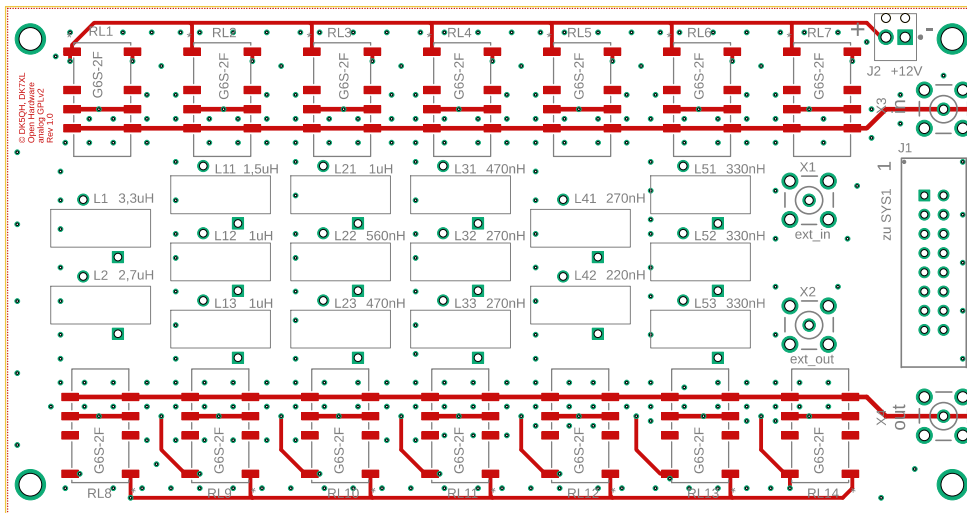 RL1 RL2 RL3 RL4 RL5 RL6 RL7
+ -
J2 +12V
G6S-2F G6S-2F G6S-2F G6S-2F G6S-2F G6S-2F G6S-2F
© DK5QH, DK7XL
Open Hardware
analog GPLv2
Rev 1.0
X3 in
J1
1
zu SYS1
L11 1,5uH L21 1uH L31 470nH L51 330nH
X1
ext_in
L1 3,3uH L41 270nH
L12 1uH L22 560nH L32 270nH L52 330nH
L2 2,7uH L42 220nH
X2
ext_out
L13 1uH L23 470nH L33 270nH L53 330nH
X4 out
G6S-2F G6S-2F G6S-2F G6S-2F G6S-2F G6S-2F G6S-2F
RL8 RL9 RL10 RL11 RL12 RL13 RL14